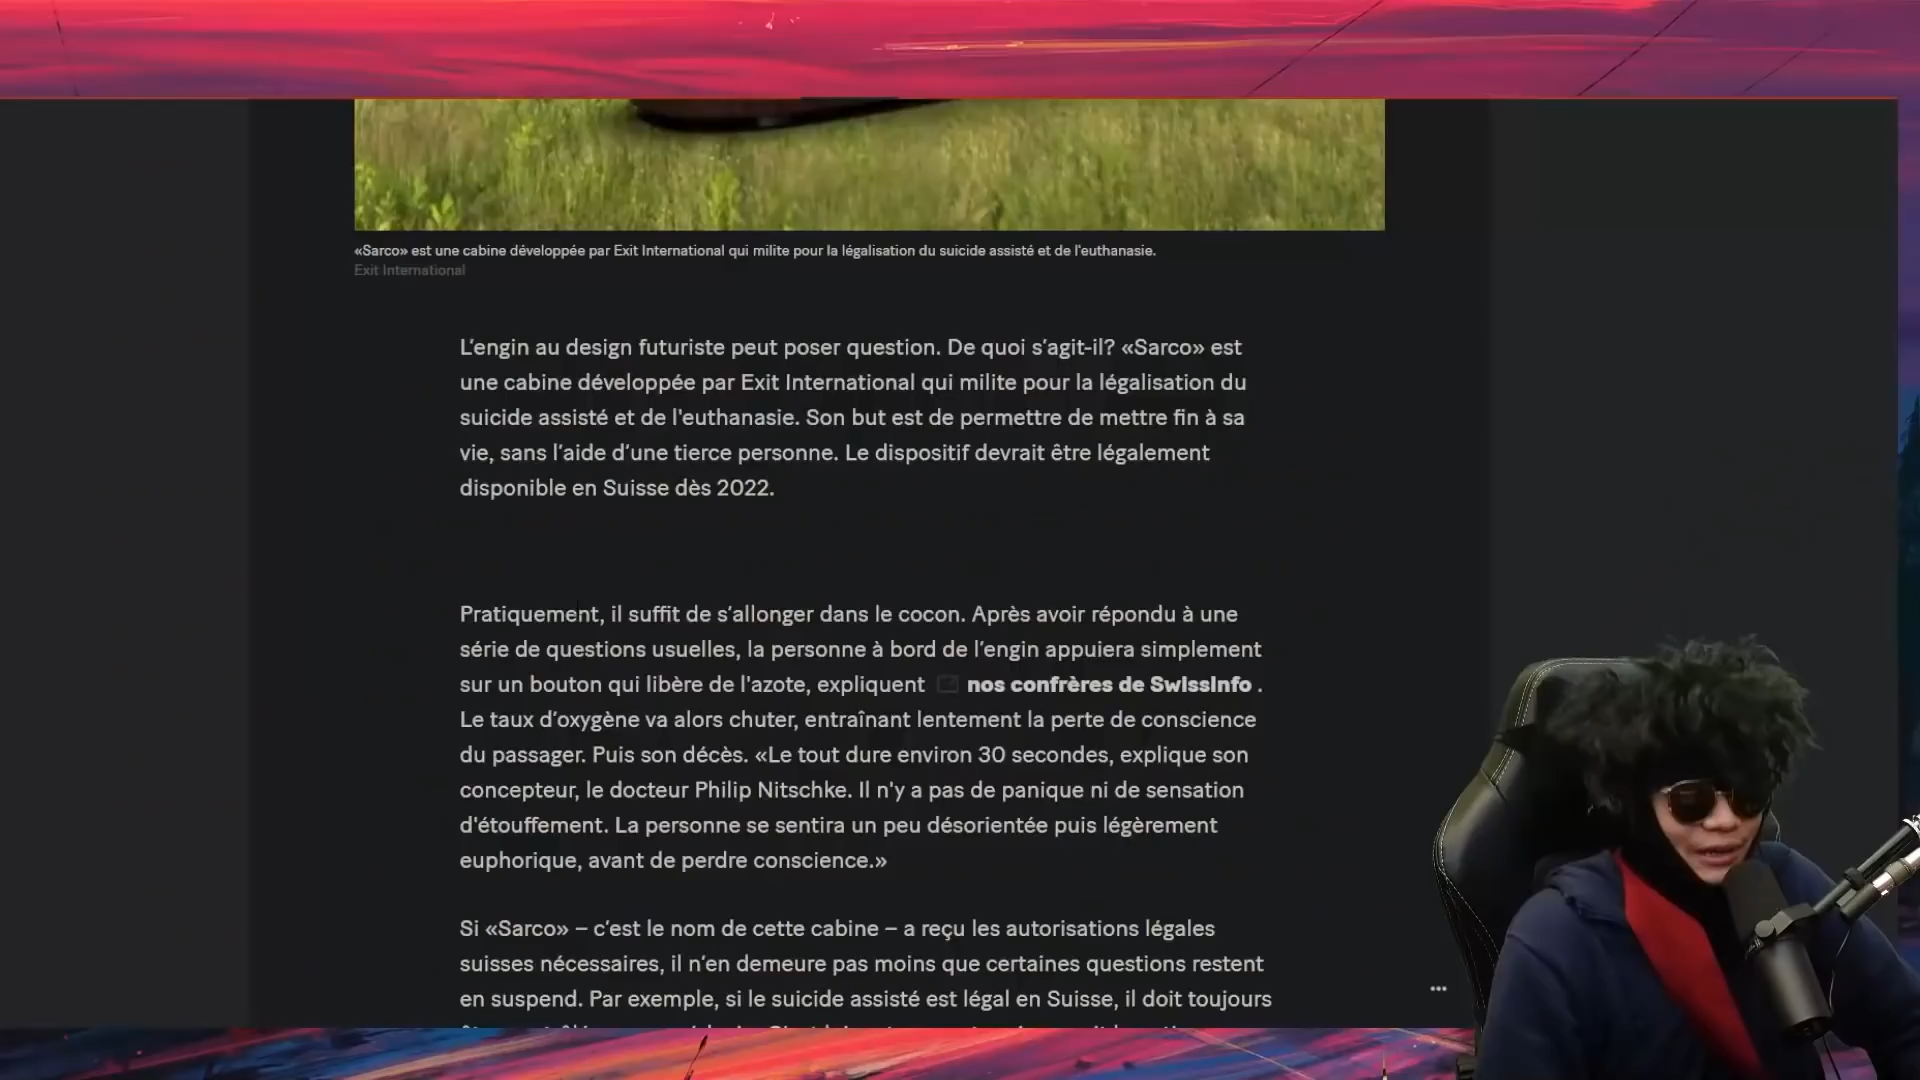 «Sarco» est une cabine développée par Exit International qui milite pour la légalisation du suicide assisté et de l'euthanasie.
Exit International
L'engin au design futuriste peut poser question. De quoi s'agit-il? «Sarco» est
une cabine développée par Exit International qui milite pour la légalisation du
suicide assisté et de l'euthanasie. Son but est de permettre de mettre fin à sa
vie, sans l'aide d'une tierce personne. Le dispositif devrait être légalement
disponible en Suisse dès 2022.
Pratiquement, il suffit de s'allonger dans le cocon. Après avoir répondu à une
série de questions usuelles, la personne à bord de l'engin appuiera simplement
sur un bouton qui libère de l'azote, expliquent nos confrères de SwissInfo .
Le taux d'oxygène va alors chuter, entraînant lentement la perte de conscience
du passager. Puis son décès. «Le tout dure environ 30 secondes, explique son
concepteur, le docteur Philip Nitschke. Il n'y a pas de panique ni de sensation
d'étouffement. La personne se sentira un peu désorientée puis légèrement
euphorique, avant de perdre conscience.»
Si «Sarco» – c'est le nom de cette cabine – a reçu les autorisations légales
suisses nécessaires, il n'en demeure pas moins que certaines questions restent
en suspend. Par exemple, si le suicide assisté est légal en Suisse, il doit toujours